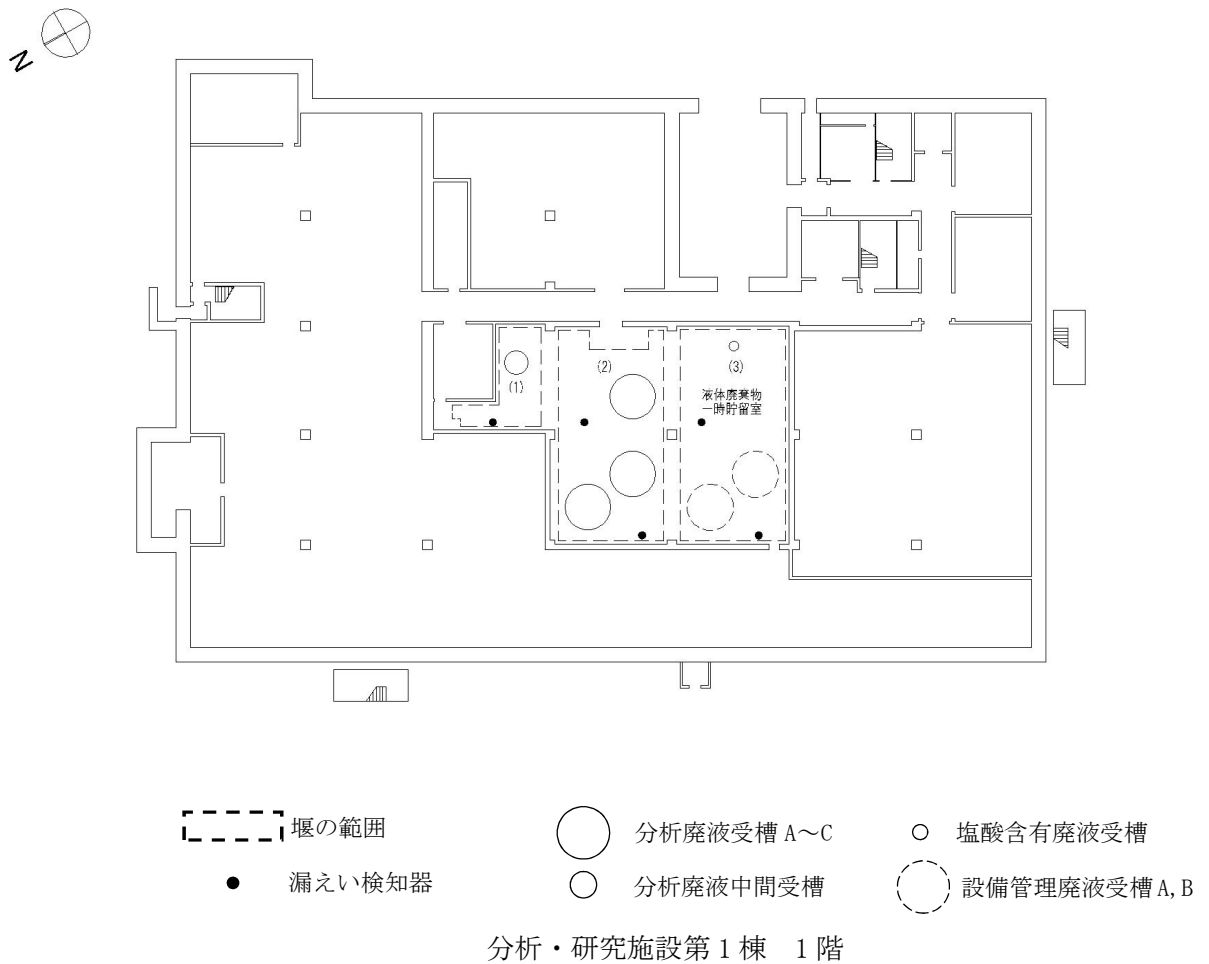 N
(1)
(2)
(3)
液体廃棄物
一時貯留室
堰の範囲
分析廃液受槽 A～C
塩酸含有廃液受槽
漏えい検知器
分析廃液中間受槽
設備管理廃液受槽 A,B
分析・研究施設第1棟　1階